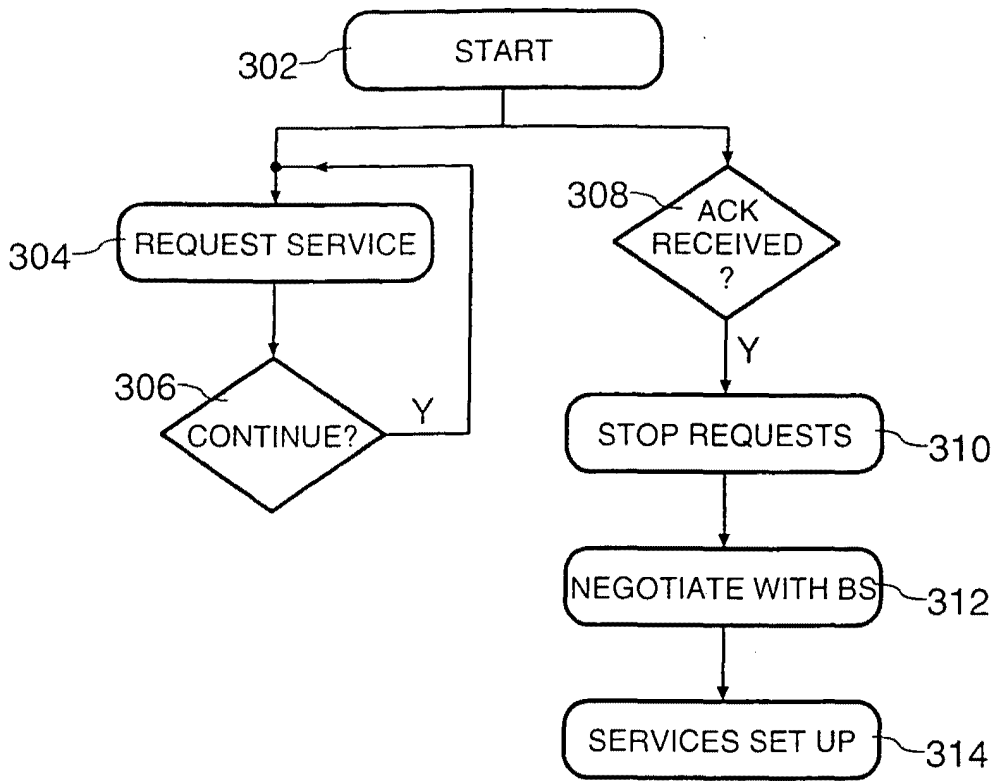 302
START
308
ACK
RECEIVED
?
304
REQUEST SERVICE
Y
306
CONTINUE?
Y
STOP REQUESTS
310
NEGOTIATE WITH BS
312
SERVICES SET UP
314